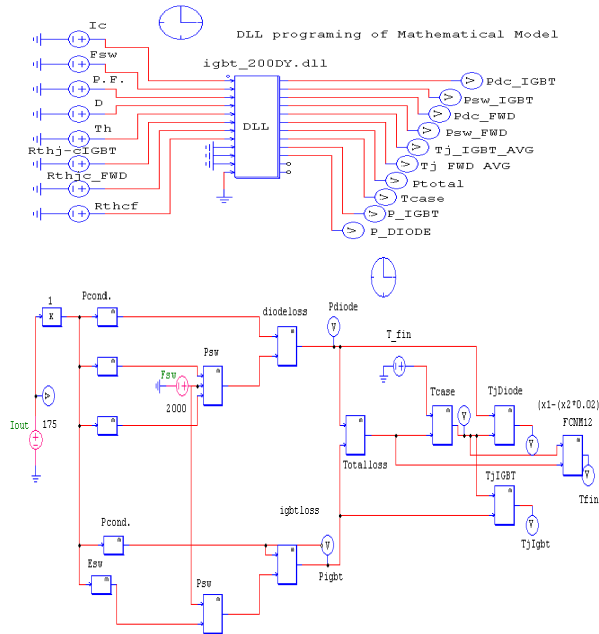 Ic
DLL programing of Mathematical Model
Fsw
igbt_200DY.dll
P.F.
Pdc_IGBT
Psw_IGBT
D
Pdc_FWD
DLL
Psw_FWD
Th
Tj_IGBT_AVG
Rthj-cIGBT
Tj FWD AVG
Rthjc_FWD
Ptotal
Tcase
Rthcf
P_IGBT
P_DIODE
1
K
Pcond.
diodeloss
Pdiode
T_fin
Psw
Fsw
2000
Tcase
TjDiode
(x1-(x2*0.02)
FCNM12
Iout
175
Totalloss
Tfin
TjIGBT
TjIgbt
igbtloss
Pcond.
Esw
Psw
Pigbt